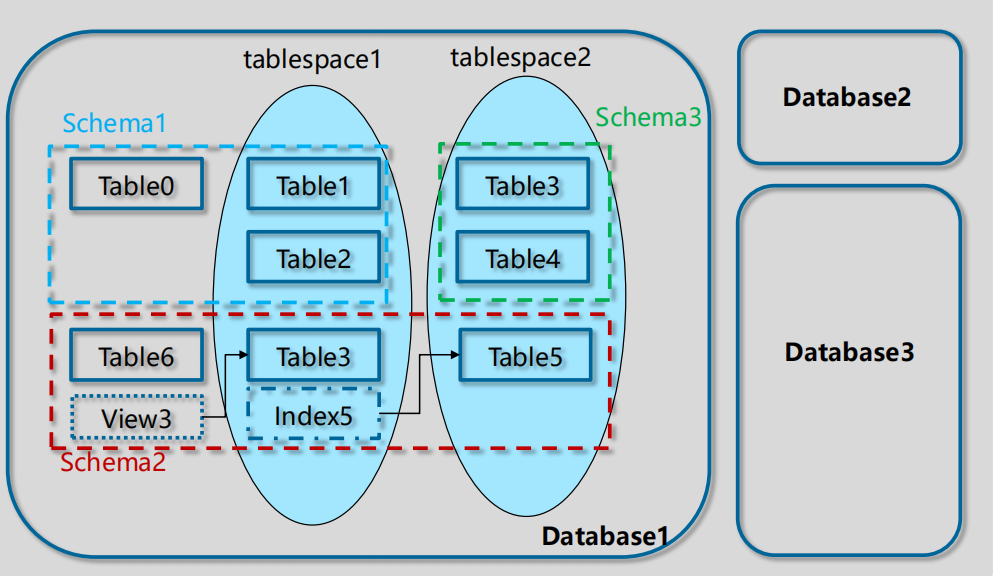 tablespace1
tablespace2
Schema1
Schema3
Table0
Table1
Table3
Table2
Table4
Table6
Table3
Table5
View3
Index5
Schema2
Database1
Database2
Database3